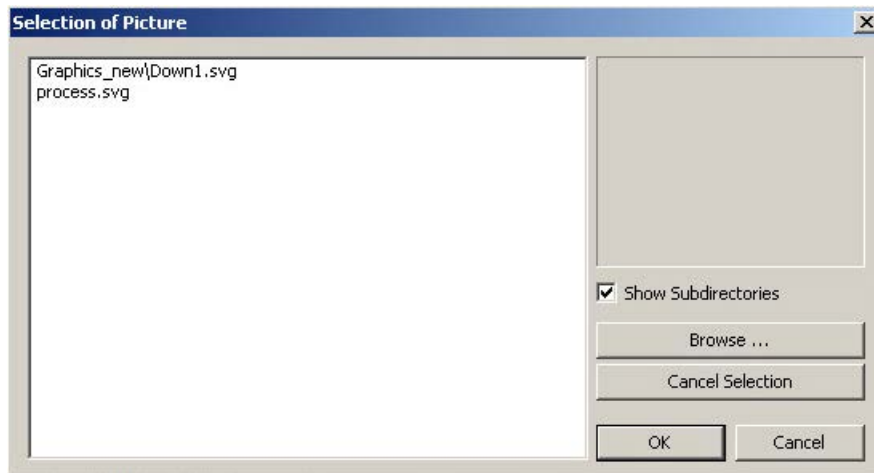 Selection of Picture
Graphics_new\Down1.svg
process.svg
Show Subdirectories
Browse ...
Cancel Selection
OK
Cancel